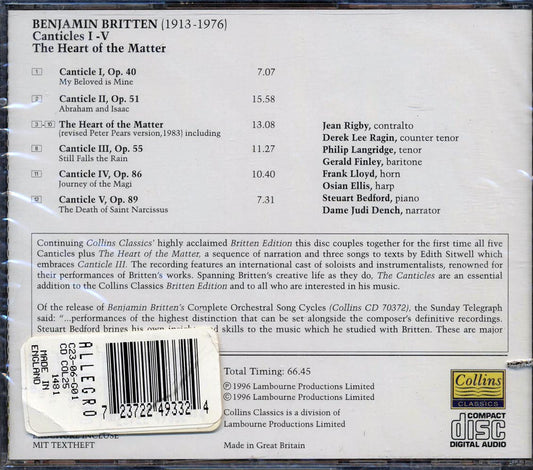 BENJAMIN BRITTEN (1913-1976)
Canticles I -V
The Heart of the Matter
1 Canticle I, Op. 40 7.07
My Beloved is Mine
2 Canticle II, Op. 51 15.58
Abraham and Isaac
3 - 10 The Heart of the Matter 13.08
(revised Peter Pears version,1983) including
8 Canticle III, Op. 55 11.27
Still Falls the Rain
11 Canticle IV, Op. 86 10.40
Journey of the Magi
12 Canticle V, Op. 89 7.31
The Death of Saint Narcissus
Jean Rigby, contralto
Derek Lee Ragin, counter tenor
Philip Langridge, tenor
Gerald Finley, baritone
Frank Lloyd, horn
Osian Ellis, harp
Steuart Bedford, piano
Dame Judi Dench, narrator
Continuing Collins Classics' highly acclaimed Britten Edition this disc couples together for the first time all five
Canticles plus The Heart of the Matter, a sequence of narration and three songs to texts by Edith Sitwell which
embraces Canticle III. The recording features an international cast of soloists and instrumentalists, renowned for
their performances of Britten's works. Spanning Britten's creative life as they do, The Canticles are an essential
addition to the Collins Classics Britten Edition and to all who are interested in his music.
Of the release of Benjamin Britten's Complete Orchestral Song Cycles (Collins CD 70372), the Sunday Telegraph
said: "...performances of the highest distinction that can be set alongside the composer's definitive recordings.
Steuart Bedford brings his own and skills to the music which he studied with Britten. These are major
ALLEGRO
C23-06-G01
CD COL25
1491
MADE IN
ENGLAND
7 23722 49332 4
MIT TEXTHEFT
Total Timing: 66.45
Ⓟ1996 Lambourne Productions Limited
©1996 Lambourne Productions Limited
Collins Classics is a division of
Lambourne Productions Limited.
Made in Great Britain
Collins
CLASSICS
COMPACT
disc
DIGITAL AUDIO